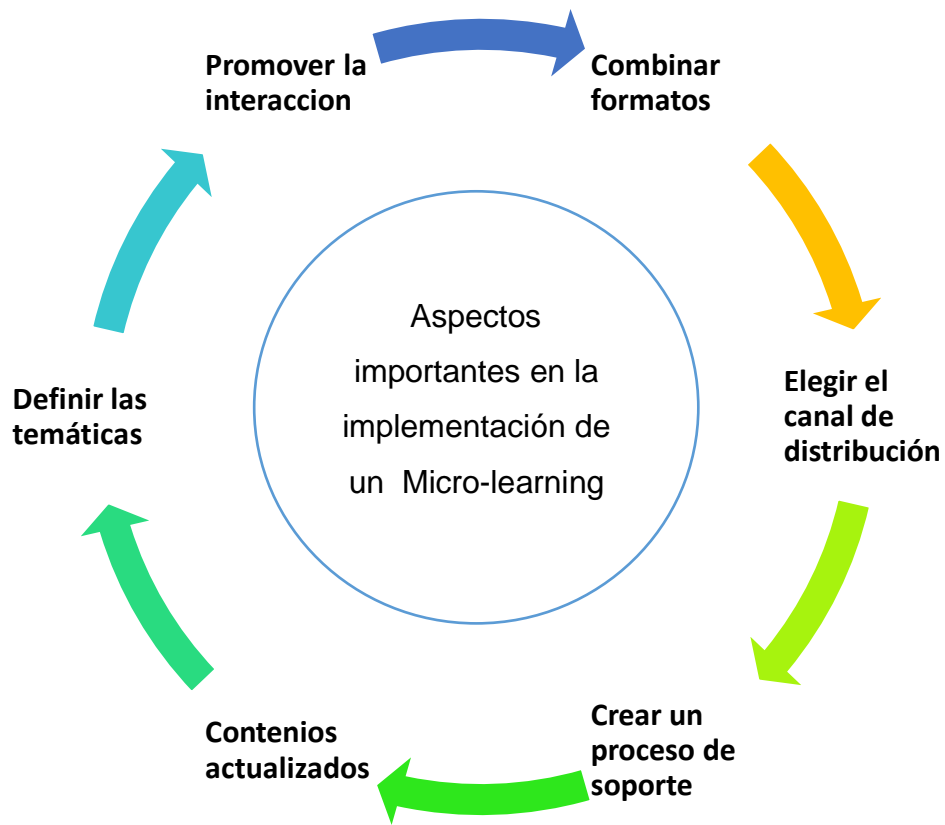 Promover la
interaccion
Combinar
formatos
Elegir el
canal de
distribución
Crear un
proceso de
soporte
Contenios
actualizados
Definir las
temáticas
Aspectos
importantes en la
implementación de
un Micro-learning